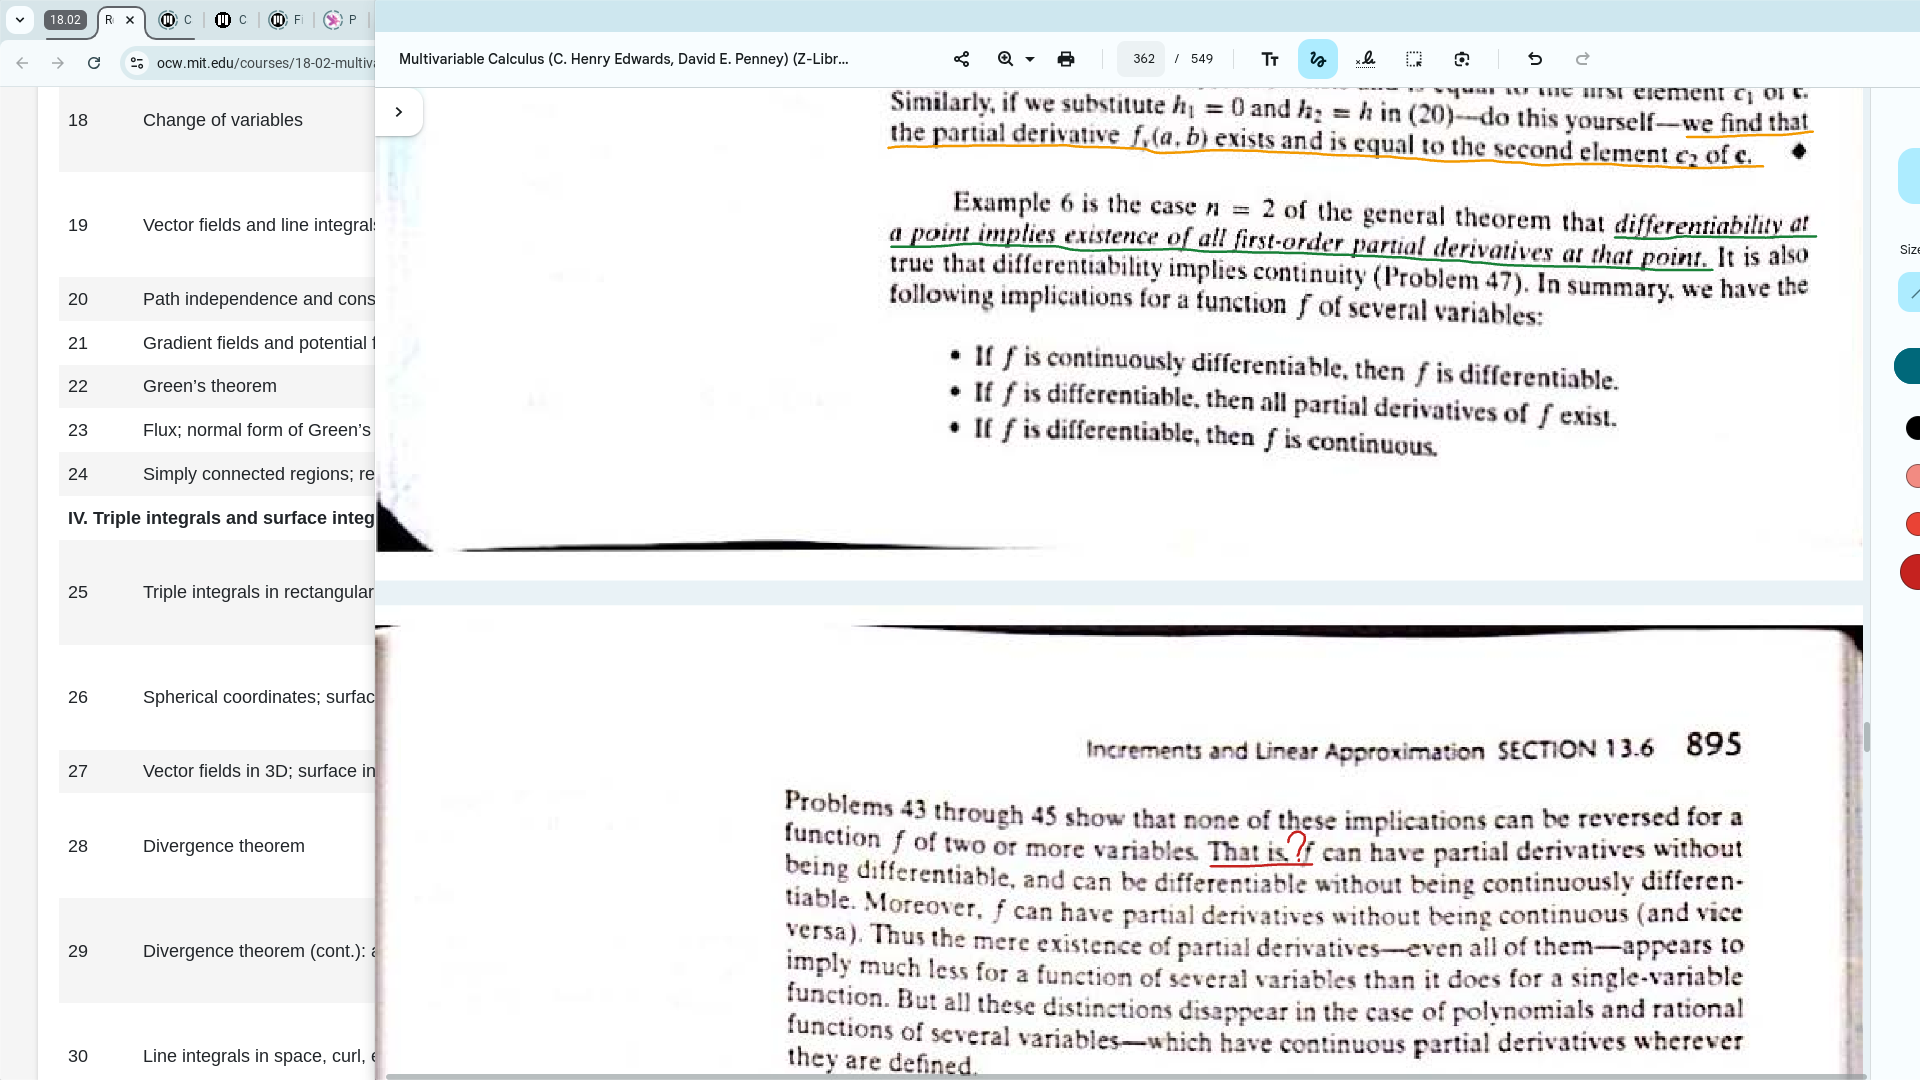 18.02
R
C
C
Fi
P
ocw.mit.edu/courses/18-02-multiva
18 Change of variables
19 Vector fields and line integrals
20 Path independence and cons
21 Gradient fields and potential f
22 Green’s theorem
23 Flux; normal form of Green’s
24 Simply connected regions; re
IV. Triple integrals and surface integ
25 Triple integrals in rectangular
26 Spherical coordinates; surfac
27 Vector fields in 3D; surface in
28 Divergence theorem
29 Divergence theorem (cont.): a
30 Line integrals in space, curl, e
Multivariable Calculus (C. Henry Edwards, David E. Penney) (Z-Libr...
362 / 549
Similarly, if we substitute h₁ = 0 and h₂ = h in (20)—do this yourself—we find that
the partial derivative f_y(a, b) exists and is equal to the second element c₂ of c. ◆
Example 6 is the case n = 2 of the general theorem that differentiability at
a point implies existence of all first-order partial derivatives at that point. It is also
true that differentiability implies continuity (Problem 47). In summary, we have the
following implications for a function f of several variables:
• If f is continuously differentiable, then f is differentiable.
• If f is differentiable, then all partial derivatives of f exist.
• If f is differentiable, then f is continuous.
Increments and Linear Approximation SECTION 13.6 895
Problems 43 through 45 show that none of these implications can be reversed for a
function f of two or more variables. That is, ? f can have partial derivatives without
being differentiable, and can be differentiable without being continuously differen-
tiable. Moreover, f can have partial derivatives without being continuous (and vice
versa). Thus the mere existence of partial derivatives—even all of them—appears to
imply much less for a function of several variables than it does for a single-variable
function. But all these distinctions disappear in the case of polynomials and rational
functions of several variables—which have continuous partial derivatives wherever
they are defined.
Size